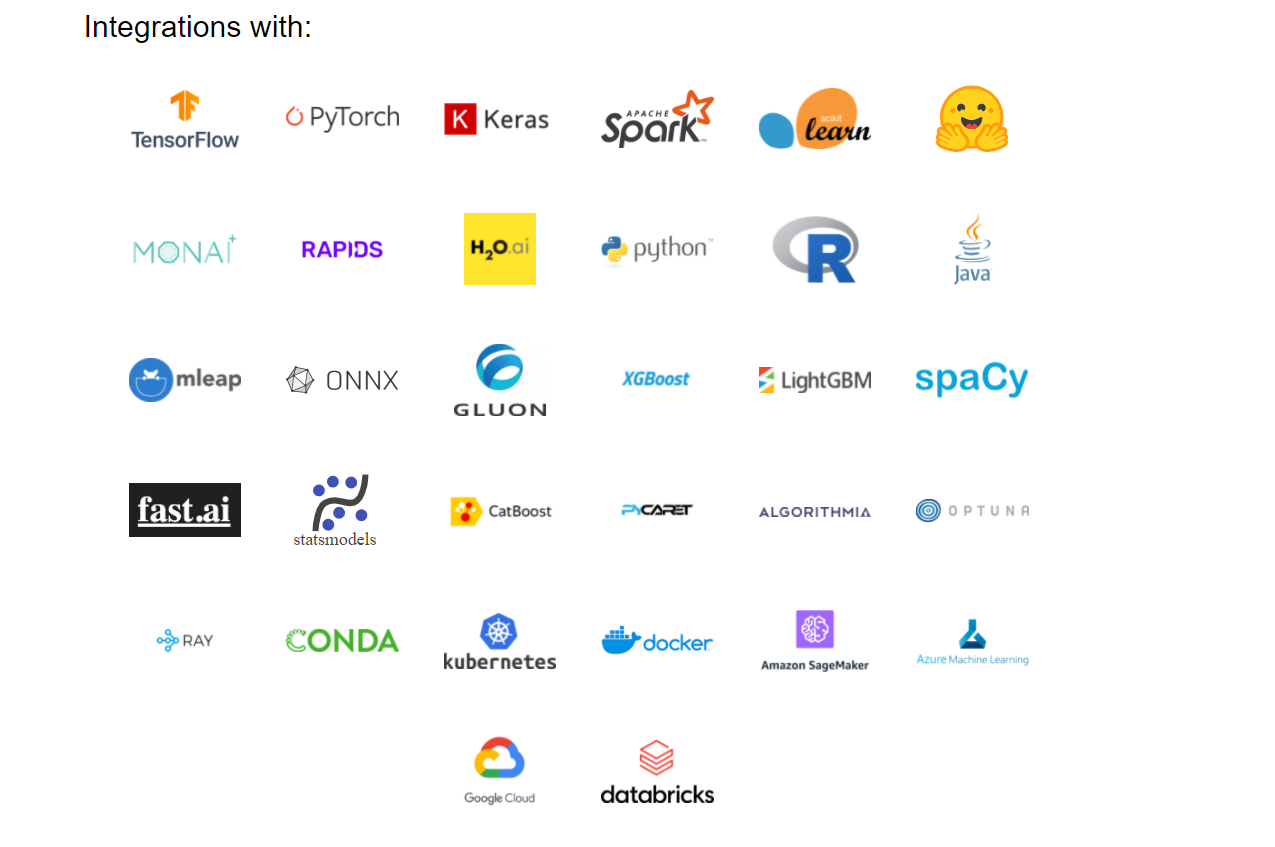 Integrations with:
TensorFlow
PyTorch
K Keras
APACHE
Spark™
scikit
learn
MONAI
RAPIDS
H2O.ai
python™
R
Java
mleap
ONNX
GLUON
XGBoost
LightGBM
spaCy
fast.ai
statsmodels
CatBoost
PYCARET
ALGORITHMIA
OPTUNA
RAY
CONDA
kubernetes
docker
Amazon SageMaker
Azure Machine Learning
Google Cloud
databricks